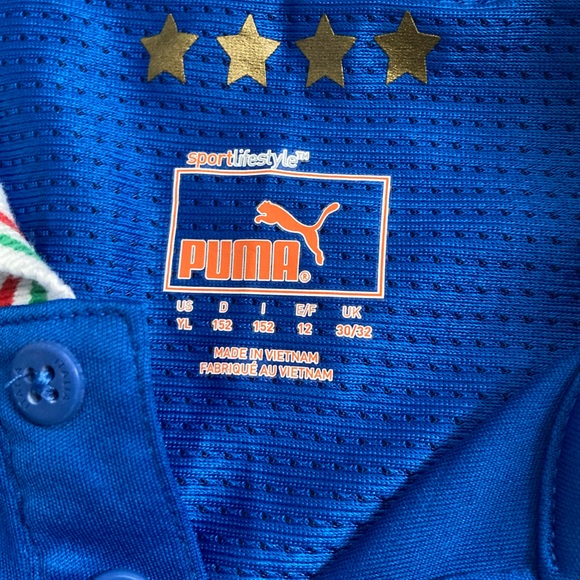 sportlifestyle™
PUMA®
US D I E/F UK
YL 152 152 12 30/32
MADE IN VIETNAM
FABRIQUÉ AU VIETNAM